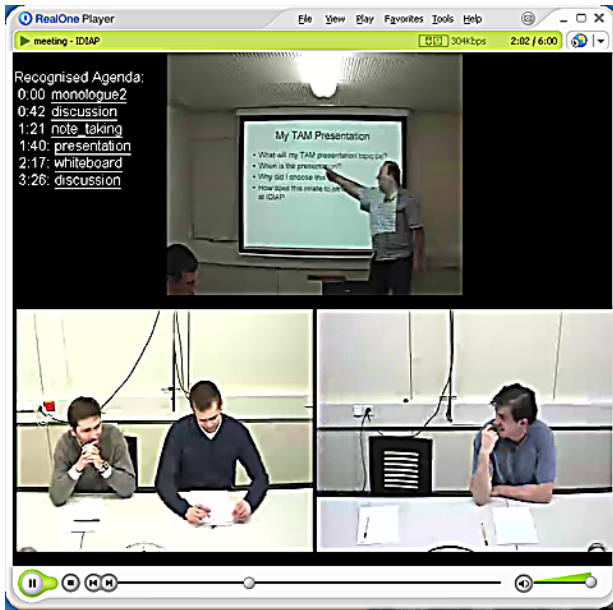 RealOne Player
File View Play Favorites Tools Help
meeting - IDIAP
304Kbps
2:02 / 6:00
Recognised Agenda:
0:00 monologue2
0:42 discussion
1:21 note_taking
1:40: presentation
2:17: whiteboard
3:26: discussion
My TAM Presentation
• What will my TAM presentation topic be?
• When is the presentation?
• Why did I choose this
• How does this relate to
at IDIAP